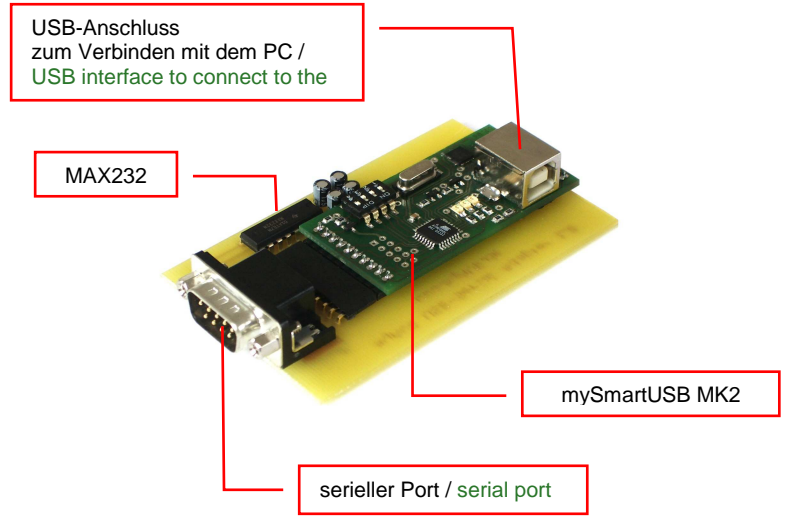 USB-Anschluss
zum Verbinden mit dem PC /
USB interface to connect to the
MAX232
mySmartUSB MK2
serieller Port / serial port